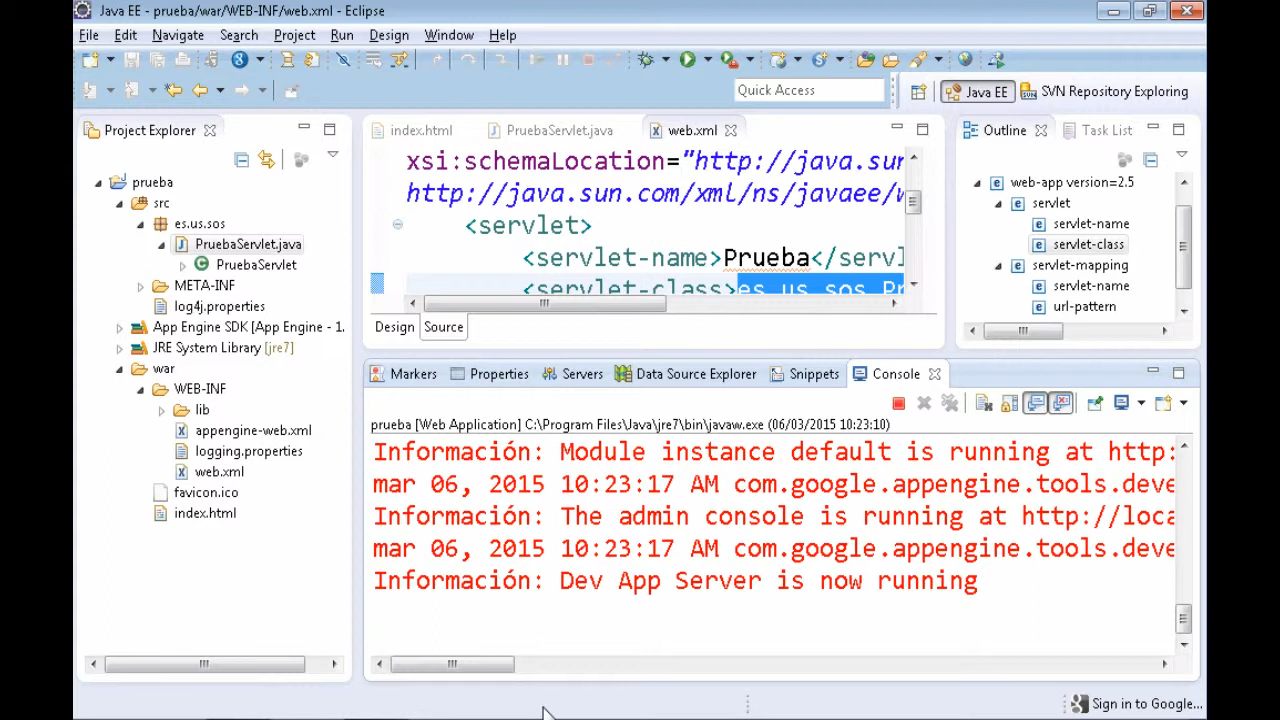 Java EE - prueba/war/WEB-INF/web.xml - Eclipse
File Edit Navigate Search Project Run Design Window Help
Quick Access
Java EE
SVN Repository Exploring
Project Explorer
prueba
src
es.us.sos
PruebaServlet.java
PruebaServlet
META-INF
log4j.properties
App Engine SDK [App Engine - 1.
JRE System Library [jre7]
war
WEB-INF
lib
appengine-web.xml
logging.properties
web.xml
favicon.ico
index.html
index.html PruebaServlet.java web.xml
xsi:schemaLocation="http://java.sun
http://java.sun.com/xml/ns/javaee/w
<servlet>
<servlet-name>Prueba</servl
<servlet-class>es.us.sos.Pr
Design Source
Outline Task List
web-app version=2.5
servlet
servlet-name
servlet-class
servlet-mapping
servlet-name
url-pattern
Markers Properties Servers Data Source Explorer Snippets Console
prueba [Web Application] C:\Program Files\Java\jre7\bin\javaw.exe (06/03/2015 10:23:10)
Información: Module instance default is running at http:
mar 06, 2015 10:23:17 AM com.google.appengine.tools.deve
Información: The admin console is running at http://loca
mar 06, 2015 10:23:17 AM com.google.appengine.tools.deve
Información: Dev App Server is now running
Sign in to Google...